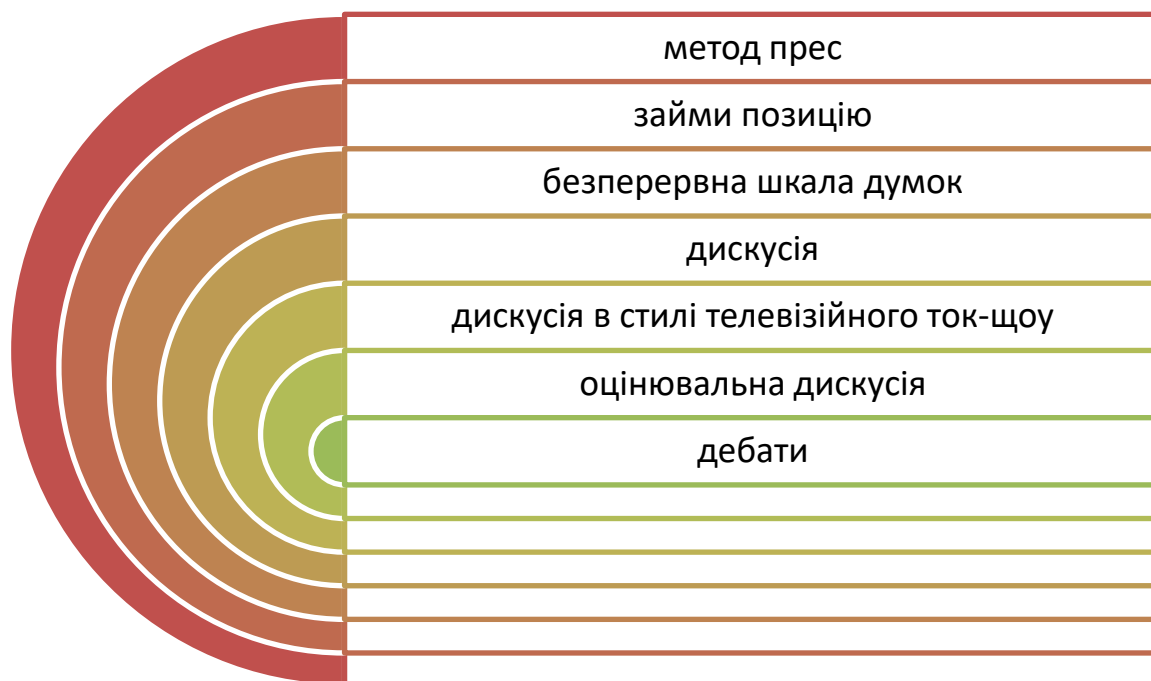 метод прес
займи позицію
безперервна шкала думок
дискусія
дискусія в стилі телевізійного ток-щоу
оцінювальна дискусія
дебати